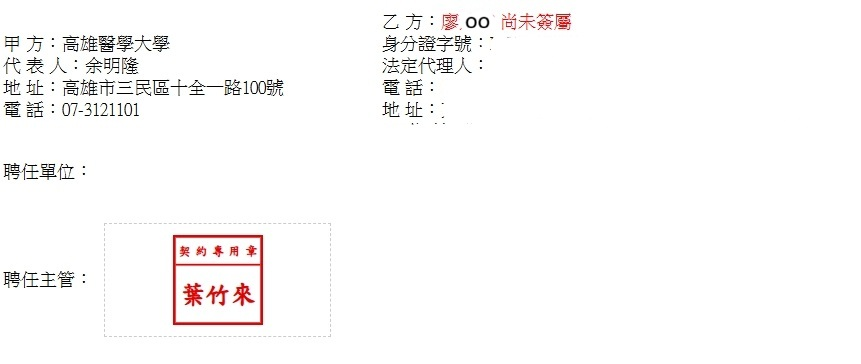 甲 方：高雄醫學大學
代 表 人：余明隆
地 址：高雄市三民區十全一路100號
電 話：07-3121101
乙 方：廖 oo 尚未簽屬
身分證字號：
法定代理人：
電 話：
地 址：
聘任單位：
聘任主管：
契約專用章
葉竹來